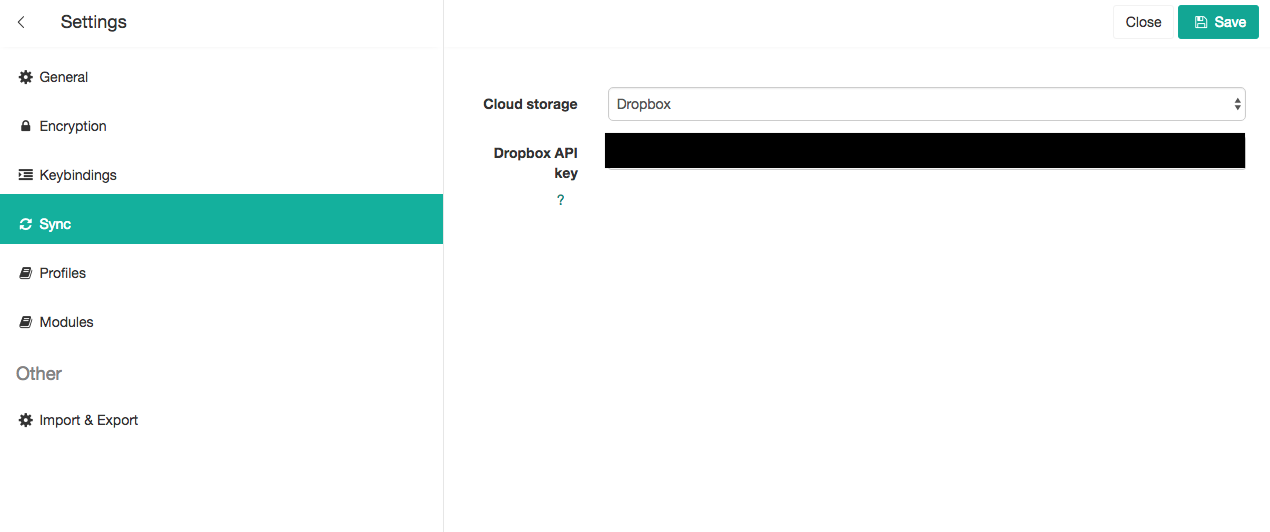 Settings
Close
Save
General
Encryption
Keybindings
Sync
Profiles
Modules
Other
Import & Export
Cloud storage
Dropbox
Dropbox API
key
?